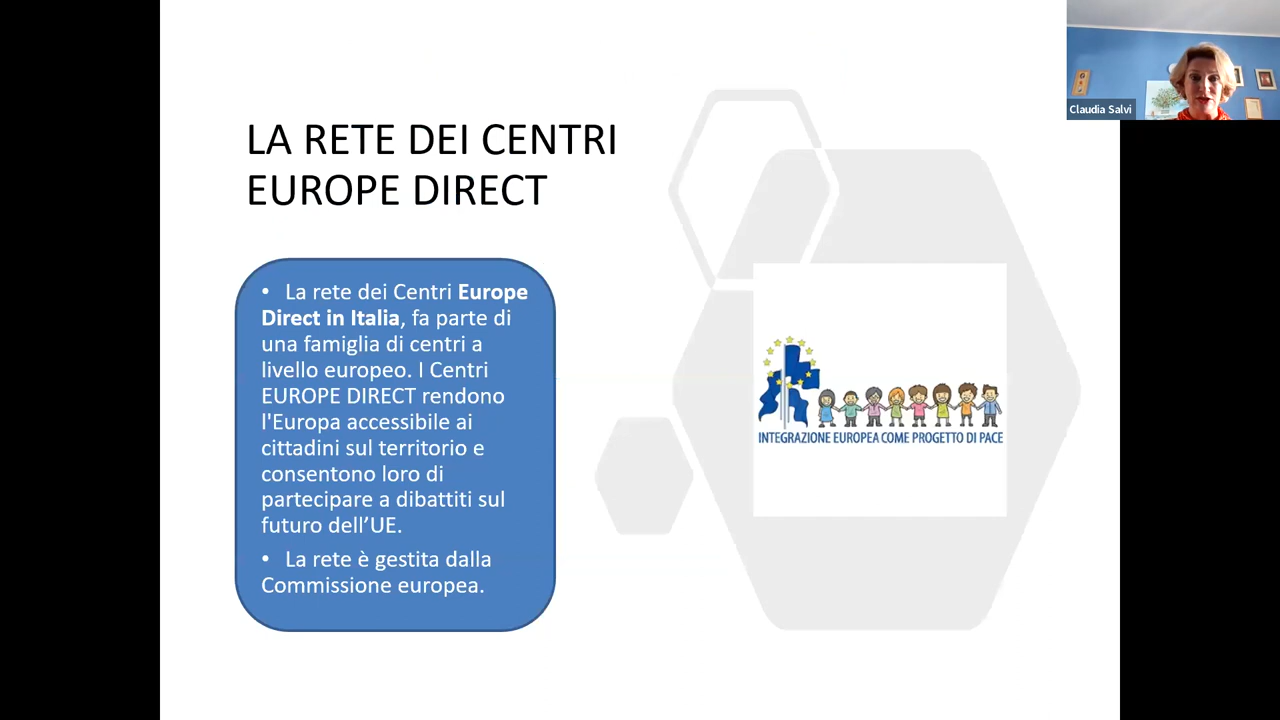 LA RETE DEI CENTRI
EUROPE DIRECT
• La rete dei Centri Europe
Direct in Italia, fa parte di
una famiglia di centri a
livello europeo. I Centri
EUROPE DIRECT rendono
l'Europa accessibile ai
cittadini sul territorio e
consentono loro di
partecipare a dibattiti sul
futuro dell’UE.
• La rete è gestita dalla
Commissione europea.
INTEGRAZIONE EUROPEA COME PROGETTO DI PACE
Claudia Salvi